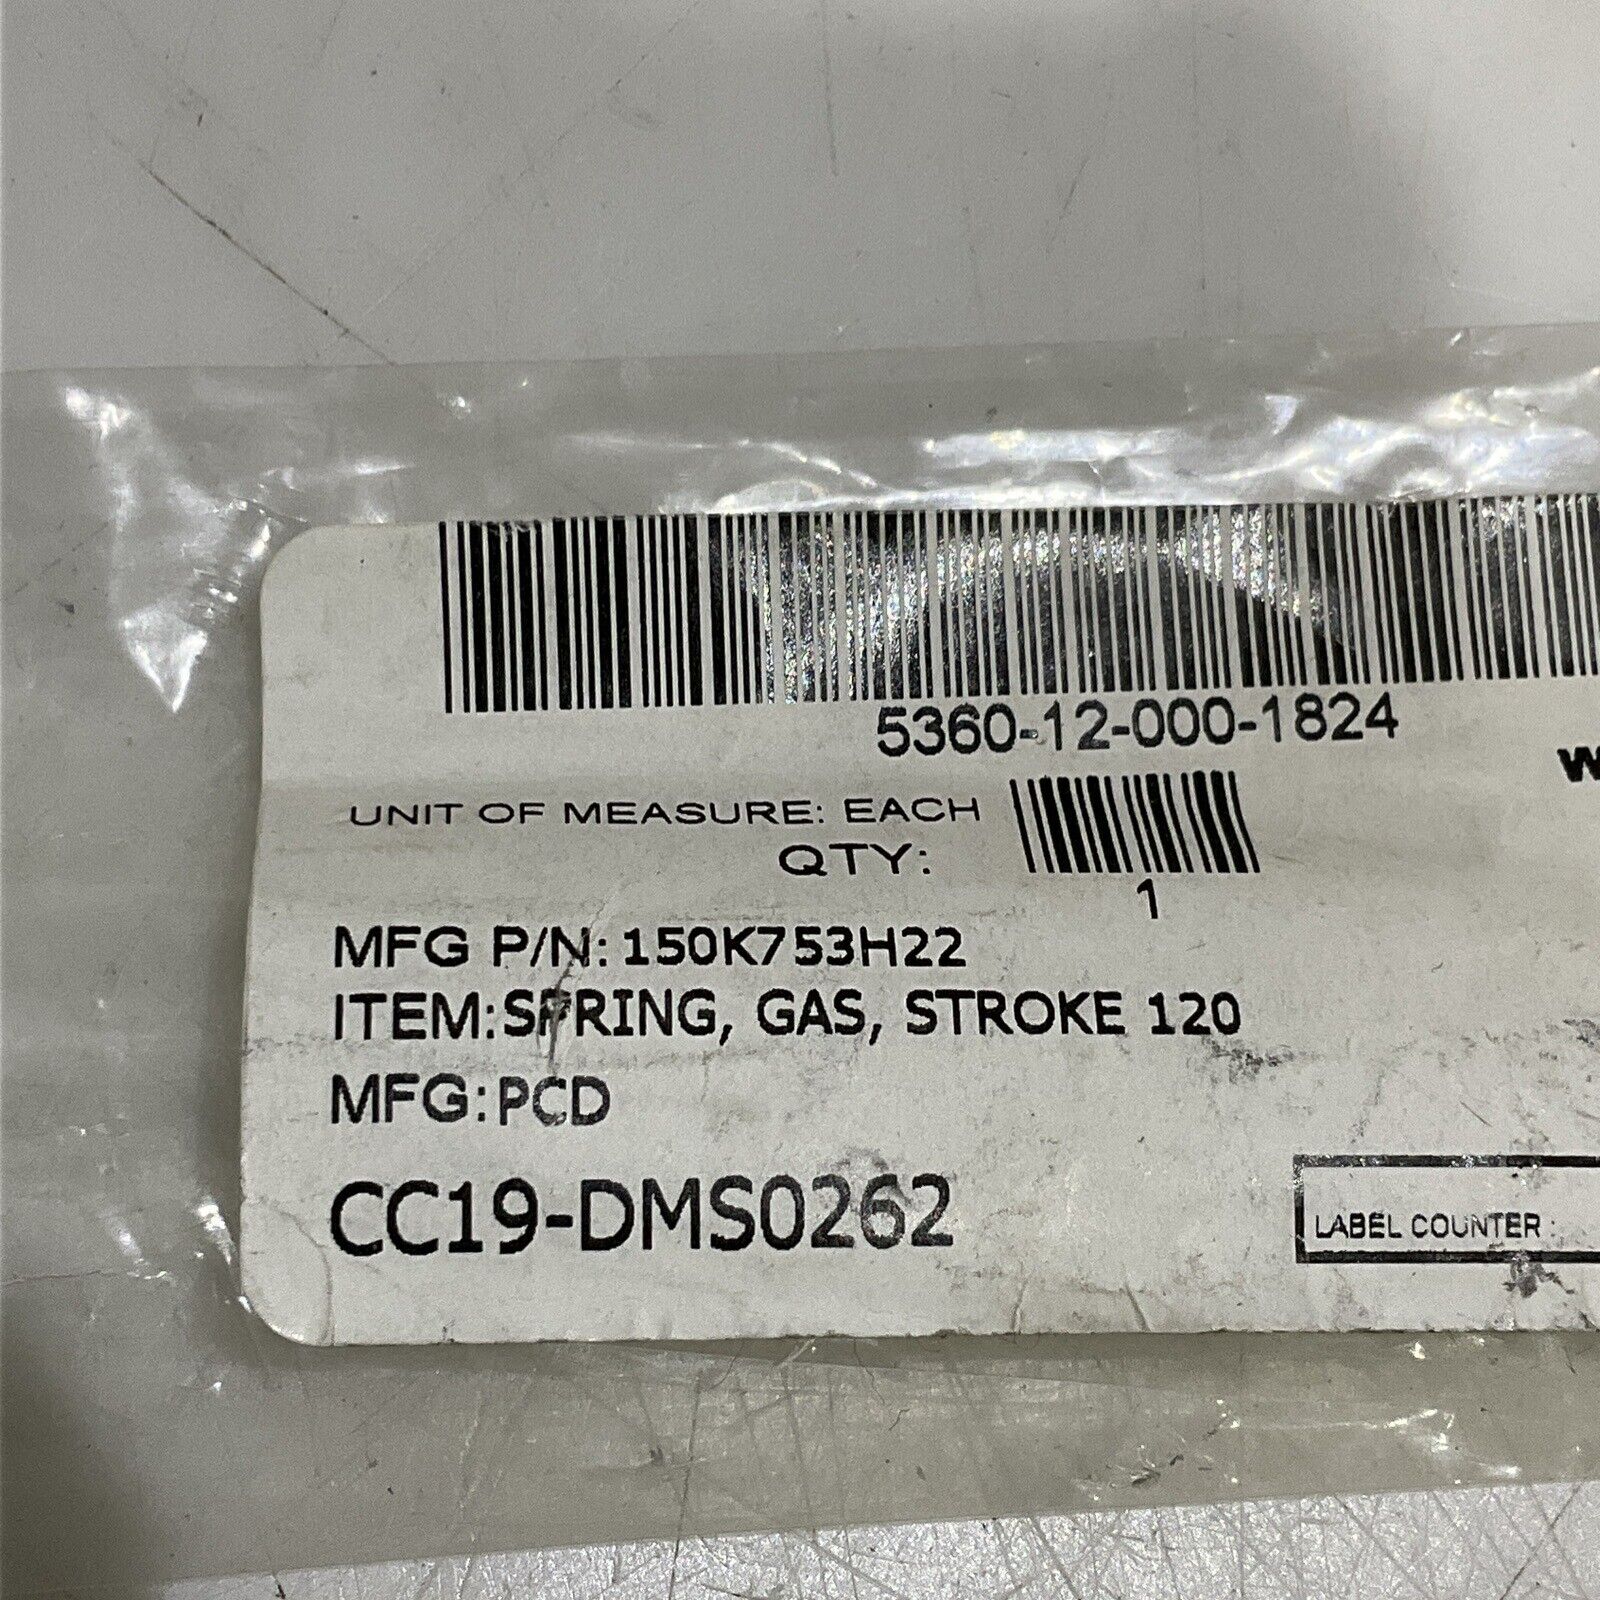 5360-12-000-1824
UNIT OF MEASURE: EACH
QTY:
1
MFG P/N: 150K753H22
ITEM: SPRING, GAS, STROKE 120
MFG: PCD
CC19-DMS0262
LABEL COUNTER :